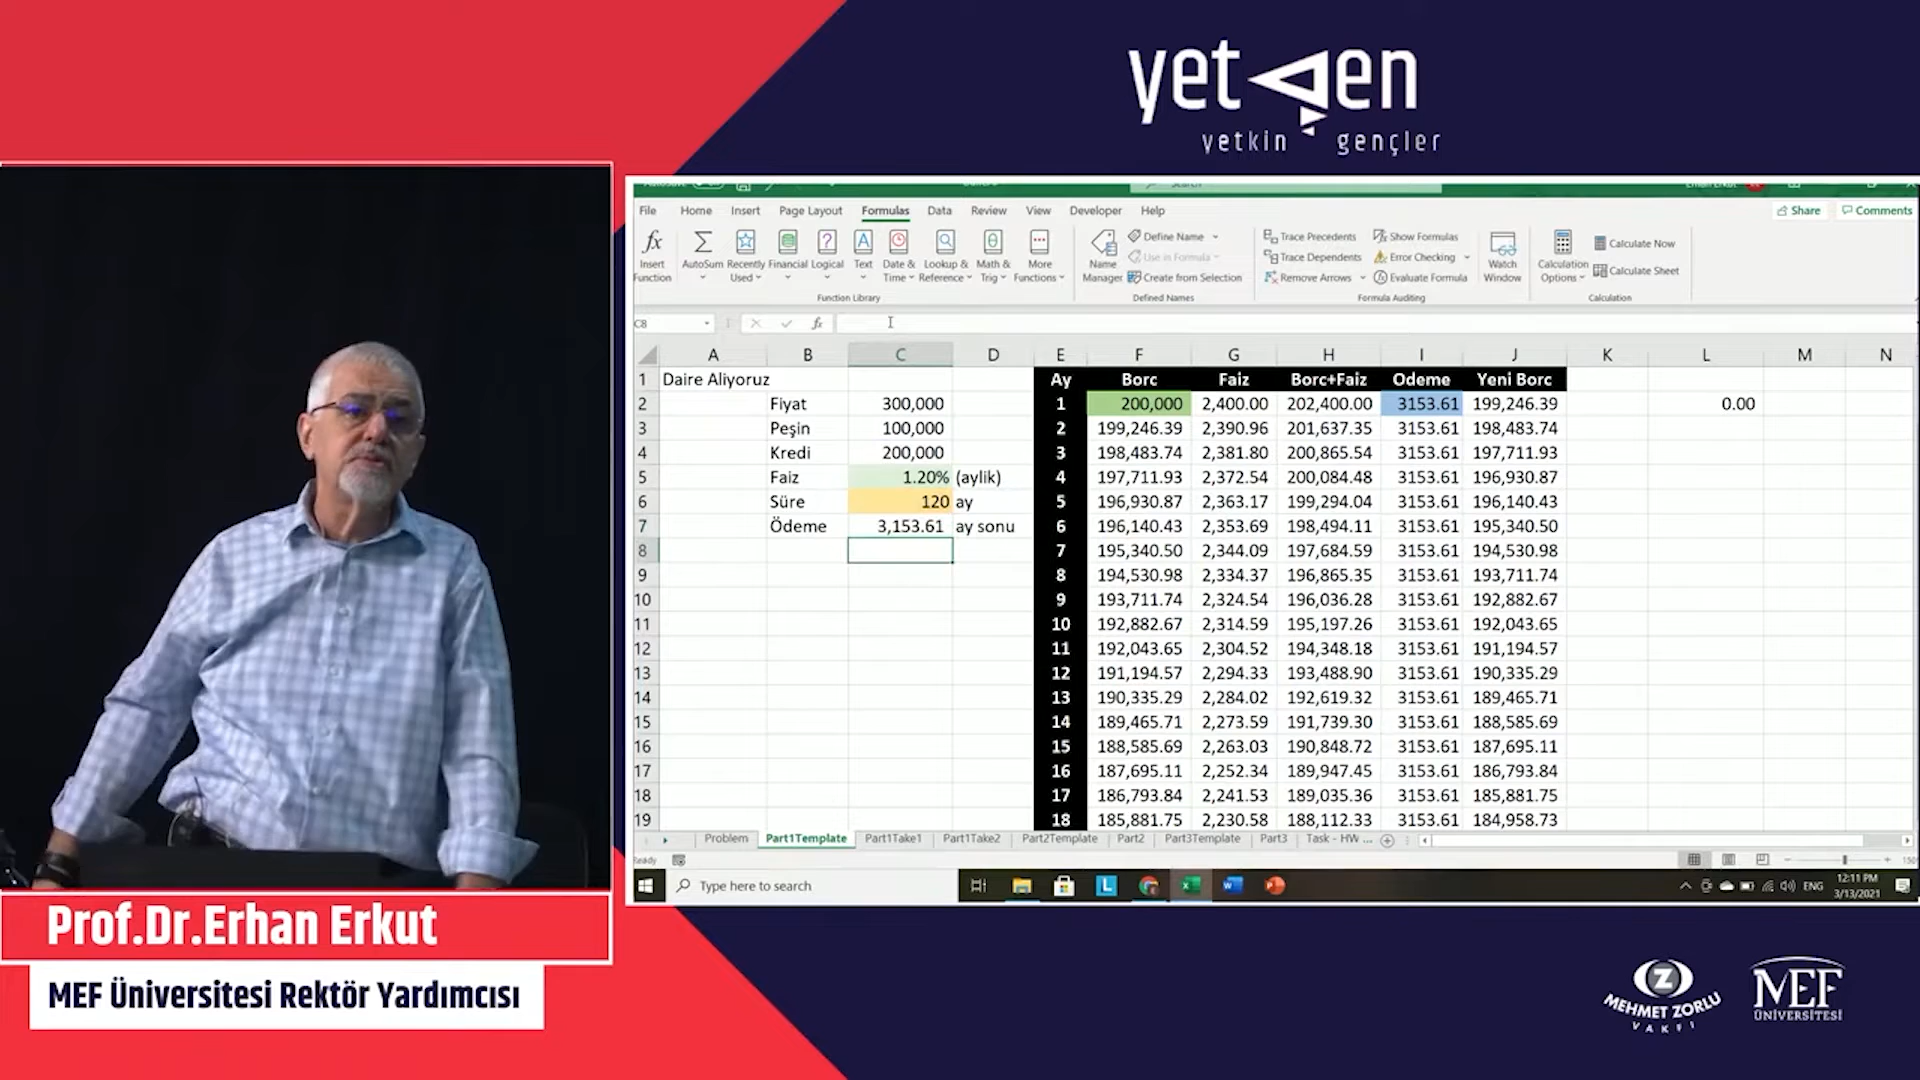 yetgen
yetkin gençler
File Home Insert Page Layout Formulas Data Review View Developer Help Share Comments
fx Insert Function
AutoSum
Recently Used
Financial
Logical
Text
Date & Time
Lookup & Reference
Math & Trig
More Functions
Function Library
Name Manager
Define Name
Use in Formula
Create from Selection
Defined Names
Trace Precedents
Trace Dependents
Remove Arrows
Show Formulas
Error Checking
Evaluate Formula
Formula Auditing
Watch Window
Calculation Options
Calculate Now
Calculate Sheet
Calculation
C8 fx
A B C D E F G H I J K L M N
1 Daire Aliyoruz Ay Borc Faiz Borc+Faiz Odeme Yeni Borc
2 Fiyat 300,000 1 200,000 2,400.00 202,400.00 3153.61 199,246.39 0.00
3 Peşin 100,000 2 199,246.39 2,390.96 201,637.35 3153.61 198,483.74
4 Kredi 200,000 3 198,483.74 2,381.80 200,865.54 3153.61 197,711.93
5 Faiz 1.20% (aylik) 4 197,711.93 2,372.54 200,084.48 3153.61 196,930.87
6 Süre 120 ay 5 196,930.87 2,363.17 199,294.04 3153.61 196,140.43
7 Ödeme 3,153.61 ay sonu 6 196,140.43 2,353.69 198,494.11 3153.61 195,340.50
8 7 195,340.50 2,344.09 197,684.59 3153.61 194,530.98
9 8 194,530.98 2,334.37 196,865.35 3153.61 193,711.74
10 9 193,711.74 2,324.54 196,036.28 3153.61 192,882.67
11 10 192,882.67 2,314.59 195,197.26 3153.61 192,043.65
12 11 192,043.65 2,304.52 194,348.18 3153.61 191,194.57
13 12 191,194.57 2,294.33 193,488.90 3153.61 190,335.29
14 13 190,335.29 2,284.02 192,619.32 3153.61 189,465.71
15 14 189,465.71 2,273.59 191,739.30 3153.61 188,585.69
16 15 188,585.69 2,263.03 190,848.72 3153.61 187,695.11
17 16 187,695.11 2,252.34 189,947.45 3153.61 186,793.84
18 17 186,793.84 2,241.53 189,035.36 3153.61 185,881.75
19 18 185,881.75 2,230.58 188,112.33 3153.61 184,958.73
Problem Part1Template Part1Take1 Part1Take2 Part2Template Part2 Part3Template Part3 Task - HW ...
Ready
Type here to search
ENG
12:11 PM
3/13/2021
Prof.Dr.Erhan Erkut
MEF Üniversitesi Rektör Yardımcısı
Z
MEHMET ZORLU
VAKFI
MEF
ÜNİVERSİTESİ